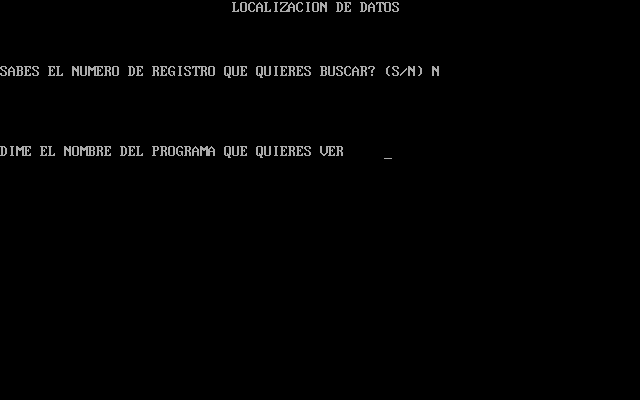 LOCALIZACION DE DATOS
SABES EL NUMERO DE REGISTRO QUE QUIERES BUSCAR? (S/N) N
DIME EL NOMBRE DEL PROGRAMA QUE QUIERES VER _